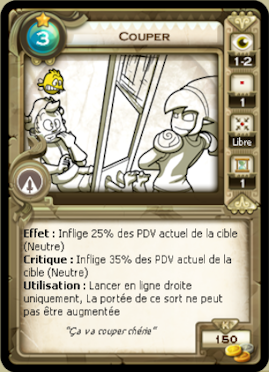 3
Couper
1-2
1
Libre
1
Effet : Inflige 25% des PDV actuel de la cible
(Neutre)
Critique : Inflige 35% des PDV actuel de la
cible (Neutre)
Utilisation : Lancer en ligne droite
uniquement, La portée de ce sort ne peut
pas être augmentée
"Ça va couper chérie"
K
150